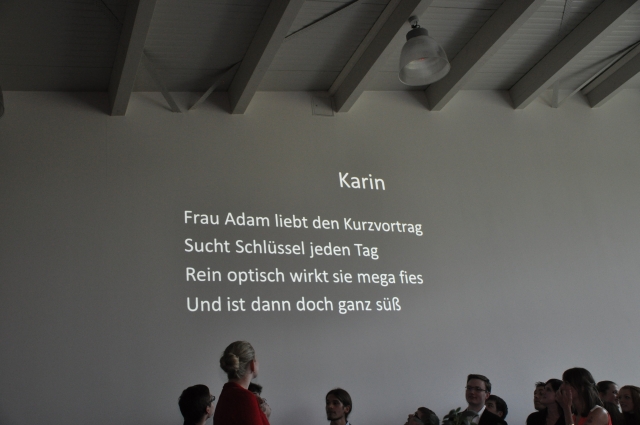 Karin
Frau Adam liebt den Kurzvortrag
Sucht Schlüssel jeden Tag
Rein optisch wirkt sie mega fies
Und ist dann doch ganz süß